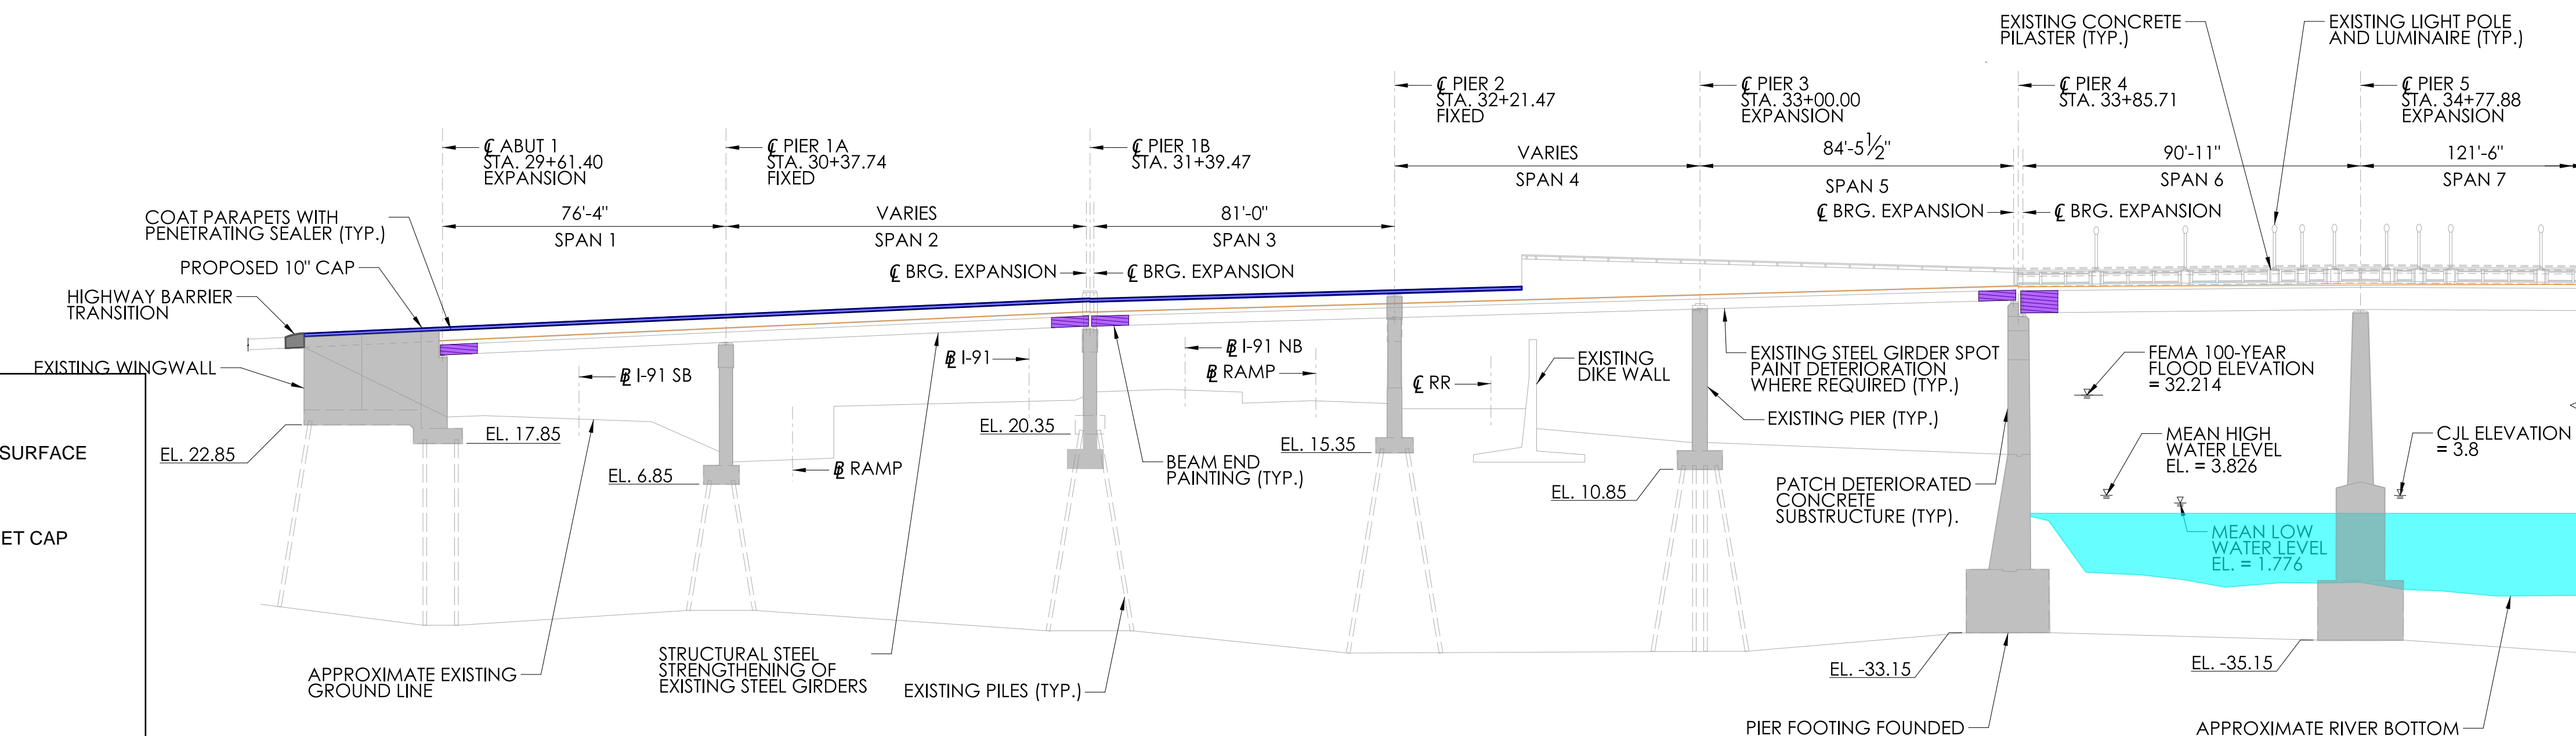 EXISTING CONCRETE
PILASTER (TYP.)
EXISTING LIGHT POLE
AND LUMINAIRE (TYP.)
℄ PIER 2
STA. 32+21.47
FIXED
℄ PIER 3
STA. 33+00.00
EXPANSION
℄ PIER 4
STA. 33+85.71
℄ PIER 5
STA. 34+77.88
EXPANSION
℄ ABUT 1
STA. 29+61.40
EXPANSION
℄ PIER 1A
STA. 30+37.74
FIXED
℄ PIER 1B
STA. 31+39.47
VARIES
SPAN 4
84'-5 1/2"
SPAN 5
90'-11"
SPAN 6
121'-6"
SPAN 7
76'-4"
SPAN 1
VARIES
SPAN 2
81'-0"
SPAN 3
℄ BRG. EXPANSION
℄ BRG. EXPANSION
℄ BRG. EXPANSION
℄ BRG. EXPANSION
COAT PARAPETS WITH
PENETRATING SEALER (TYP.)
PROPOSED 10" CAP
HIGHWAY BARRIER
TRANSITION
EXISTING WINGWALL
BL I-91 SB
BL I-91
BL I-91 NB
BL RAMP
℄ RR
EXISTING
DIKE WALL
EXISTING STEEL GIRDER SPOT
PAINT DETERIORATION
WHERE REQUIRED (TYP.)
EXISTING PIER (TYP.)
FEMA 100-YEAR
FLOOD ELEVATION
= 32.214
MEAN HIGH
WATER LEVEL
EL. = 3.826
CJL ELEVATION
= 3.8
MEAN LOW
WATER LEVEL
EL. = 1.776
SURFACE
ET CAP
EL. 22.85
EL. 17.85
EL. 6.85
BL RAMP
EL. 20.35
BEAM END
PAINTING (TYP.)
EL. 15.35
EL. 10.85
PATCH DETERIORATED
CONCRETE
SUBSTRUCTURE (TYP).
APPROXIMATE EXISTING
GROUND LINE
STRUCTURAL STEEL
STRENGTHENING OF
EXISTING STEEL GIRDERS
EXISTING PILES (TYP.)
EL. -33.15
EL. -35.15
PIER FOOTING FOUNDED
APPROXIMATE RIVER BOTTOM